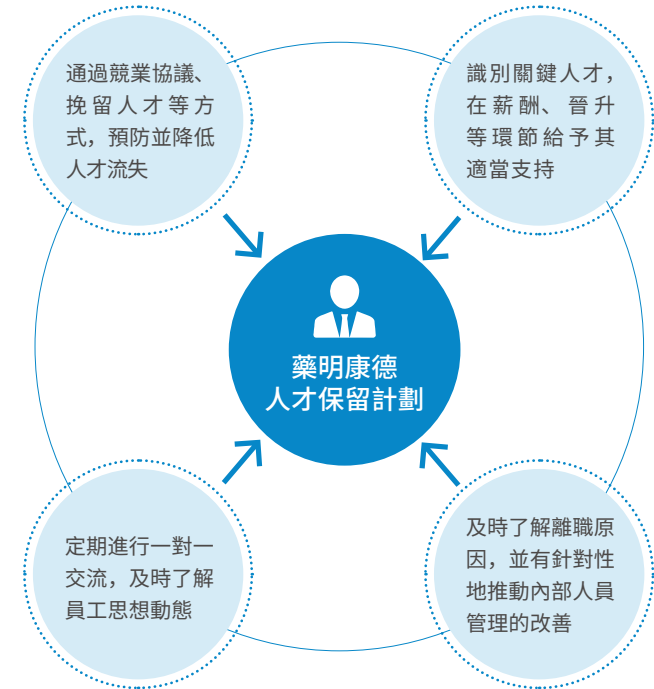 通過競業協議、
挽留人才等方
式，預防並降低
人才流失
識別關鍵人才，
在薪酬、晉升
等環節給予其
適當支持
藥明康德
人才保留計劃
定期進行一對一
交流，及時了解
員工思想動態
及時了解離職原
因，並有針對性
地推動內部人員
管理的改善